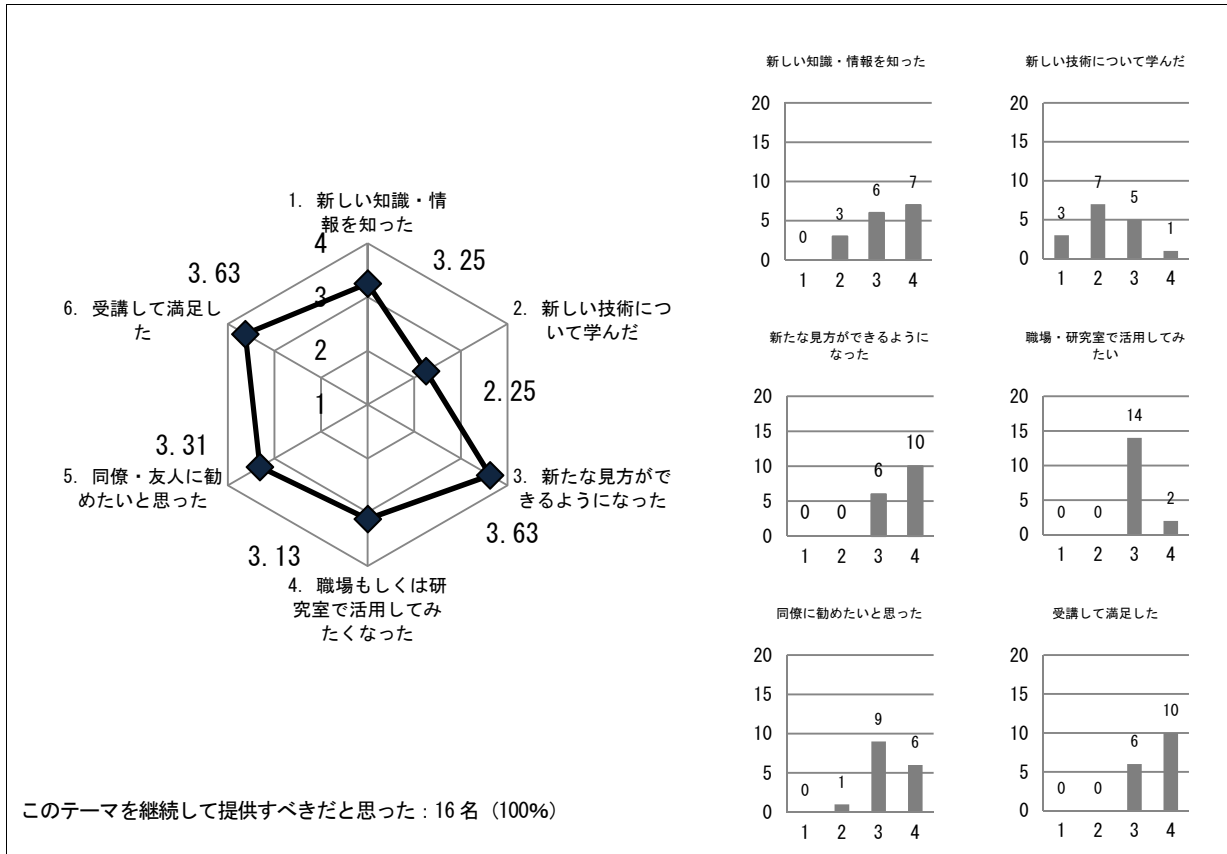 1. 新しい知識・情
報を知った
4
3.63
3.25
6. 受講して満足し
た
3
2. 新しい技術につ
いて学んだ
2
1
2.25
3.31
5. 同僚・友人に勧
めたいと思った
3. 新たな見方がで
きるようになった
3.63
3.13
4. 職場もしくは研
究室で活用してみ
たくなった
このテーマを継続して提供すべきだと思った:16名(100%)
新しい知識・情報を知った
20
15
10
5
0
0
3
6
7
1 2 3 4
新しい技術について学んだ
20
15
10
5
0
3
7
5
1
1 2 3 4
新たな見方ができるように
なった
20
15
10
5
0
0
0
6
10
1 2 3 4
職場・研究室で活用してみ
たい
20
15
10
5
0
0
0
14
2
1 2 3 4
同僚に勧めたいと思った
20
15
10
5
0
0
1
9
6
1 2 3 4
受講して満足した
20
15
10
5
0
0
0
6
10
1 2 3 4